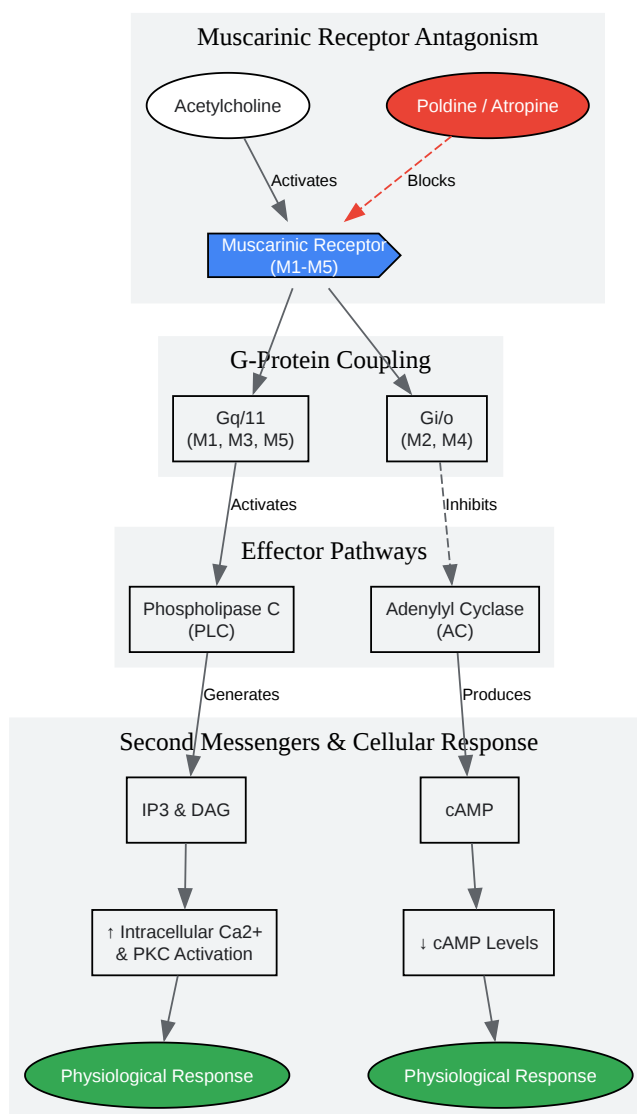 Muscarinic Receptor Antagonism
Acetylcholine
Poldine / Atropine
Activates
Blocks
Muscarinic Receptor
(M1-M5)
G-Protein Coupling
Gq/11
(M1, M3, M5)
Gi/o
(M2, M4)
Activates
Inhibits
Effector Pathways
Phospholipase C
(PLC)
Adenylyl Cyclase
(AC)
Generates
Produces
Second Messengers & Cellular Response
IP3 & DAG
cAMP
↑ Intracellular Ca2+
& PKC Activation
↓ cAMP Levels
Physiological Response
Physiological Response